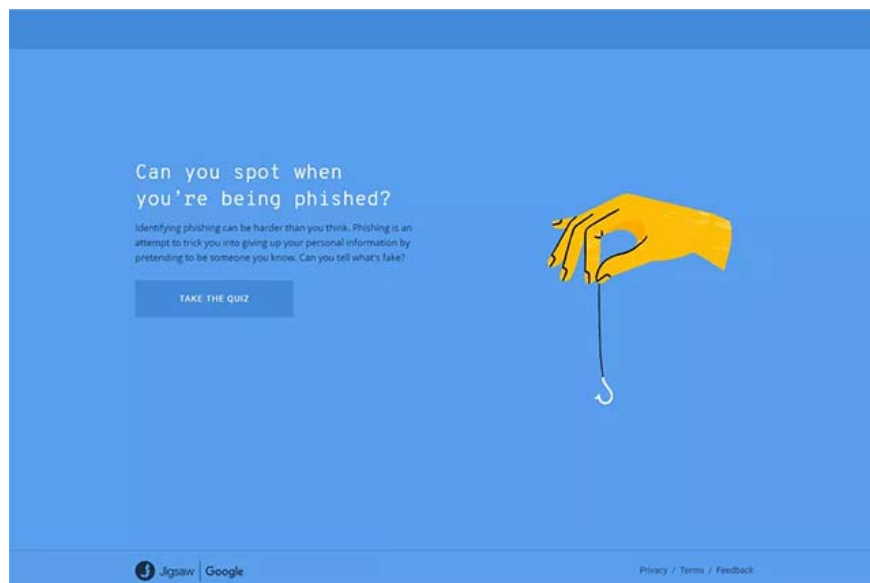 Can you spot when
you're being phished?
Identifying phishing can be harder than you think. Phishing is an
attempt to trick you into giving up your personal information by
pretending to be someone you know. Can you tell what's fake?
TAKE THE QUIZ
Jigsaw | Google
Privacy / Terms / Feedback